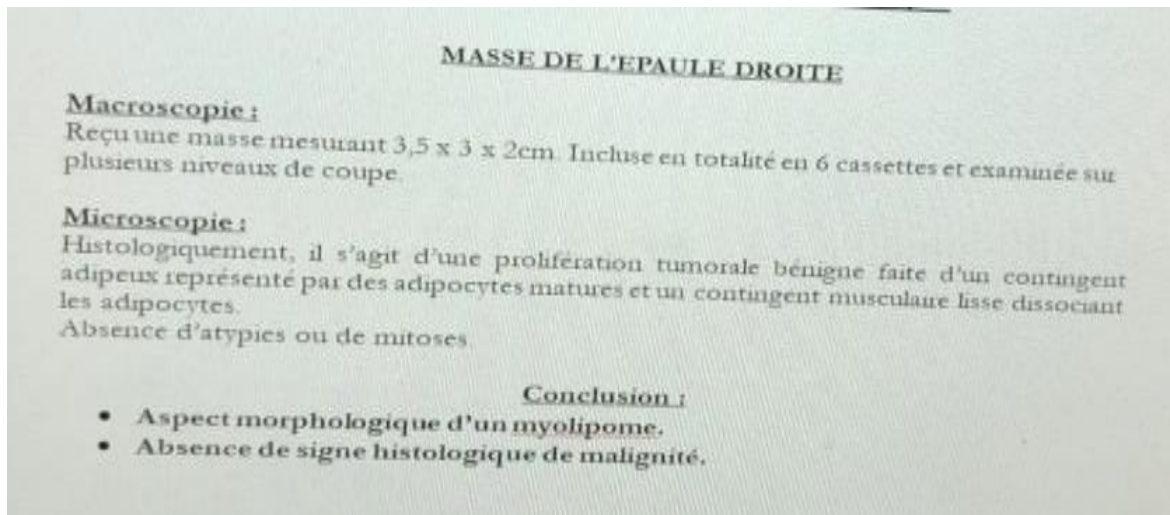 MASSE DE L'EPAULE DROITE
Macroscopie :
Reçu une masse mesurant 3,5 x 3 x 2cm. Incluse en totalité en 6 cassettes et examinée sur
plusieurs niveaux de coupe.
Microscopie :
Histologiquement, il s'agit d'une prolifération tumorale bénigne faite d'un contingent
adipeux représenté par des adipocytes matures et un contingent musculaire lisse dissociant
les adipocytes.
Absence d'atypies ou de mitoses
Conclusion :
• Aspect morphologique d'un myolipome.
• Absence de signe histologique de malignité.